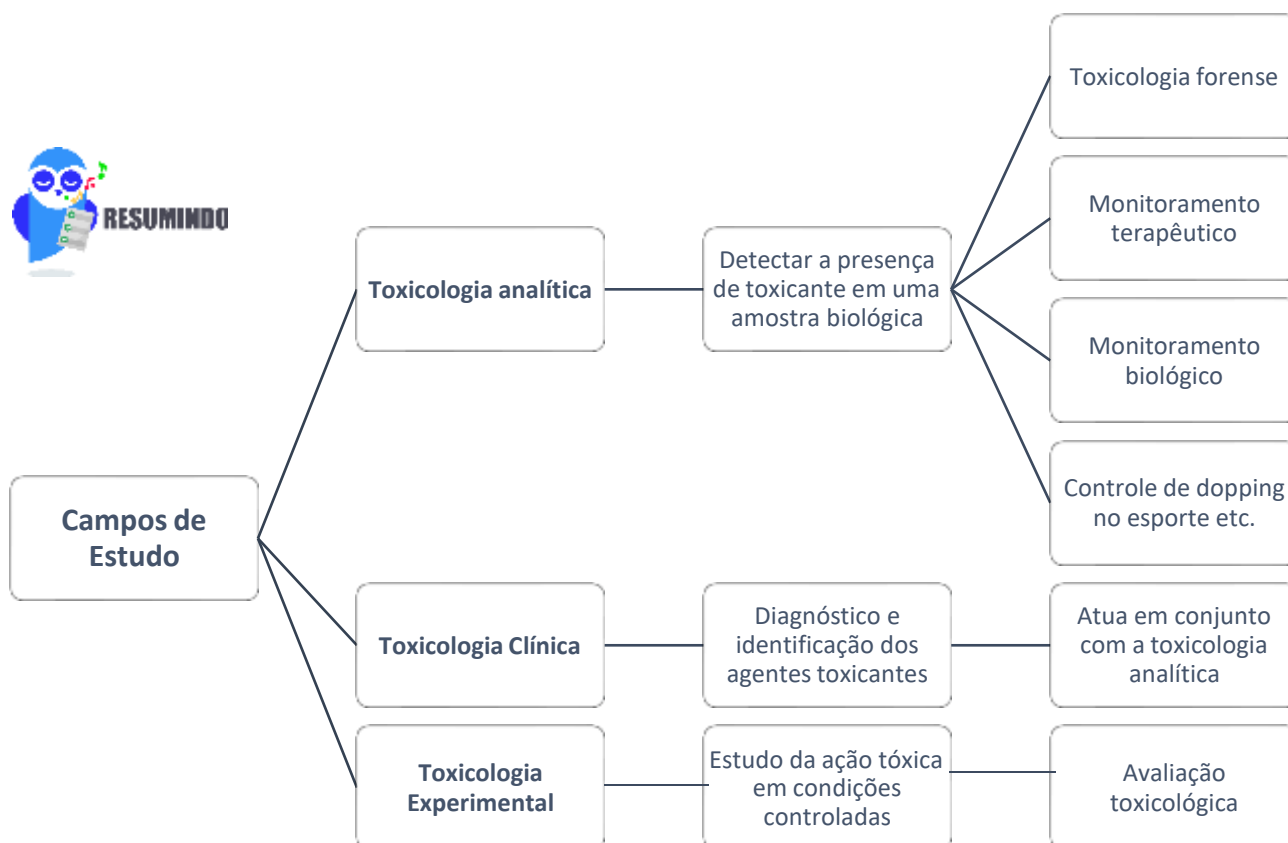 RESUMINDO
Campos de
Estudo
Toxicologia analítica
Detectar a presença
de toxicante em uma
amostra biológica
Toxicologia forense
Monitoramento
terapêutico
Monitoramento
biológico
Controle de dopping
no esporte etc.
Toxicologia Clínica
Diagnóstico e
identificação dos
agentes toxicantes
Atua em conjunto
com a toxicologia
analítica
Toxicologia
Experimental
Estudo da ação tóxica
em condições
controladas
Avaliação
toxicológica